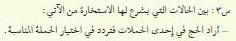 س٣ : بين الحالات التي يشرع لها الاستخارة من الآتي :
– أراد الحج في إحدى الحملات فتردد في اختيار الحملة المناسبة .